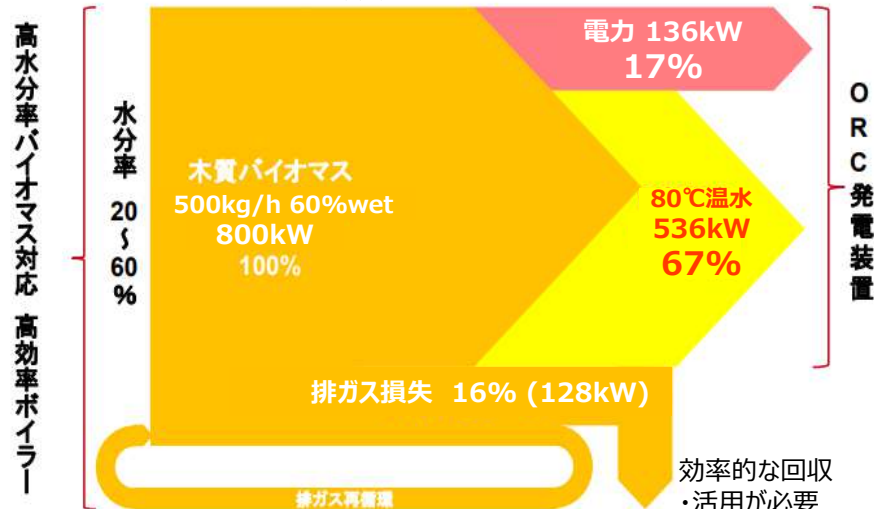 高水分率バイオマス対応 高効率ボイラー
水分率 20～60%
木質バイオマス
500kg/h 60%wet
800kW
100%
電力 136kW
17%
80℃温水
536kW
67%
ORC発電装置
排ガス損失 16% (128kW)
排ガス再循環
効率的な回収
・活用が必要